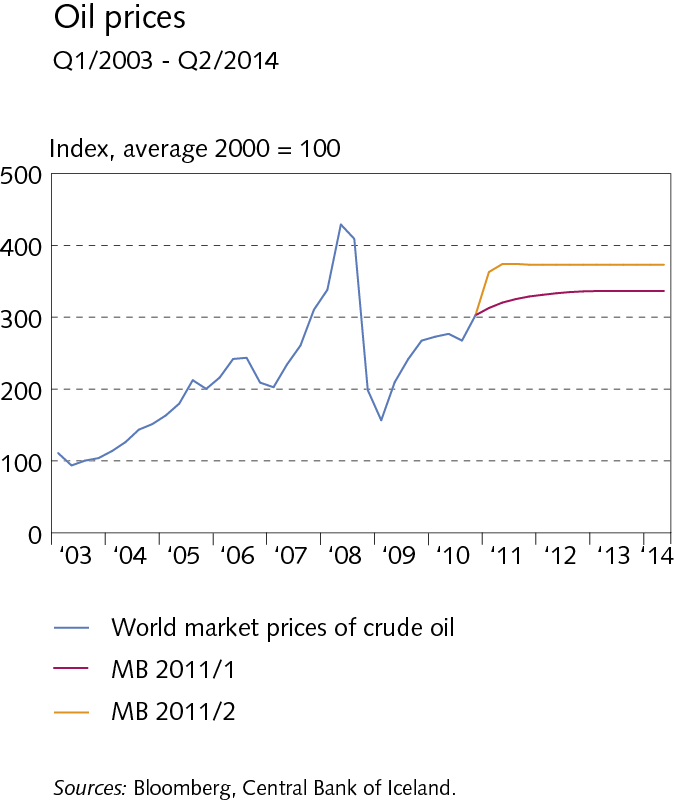 Oil prices
Q1/2003 - Q2/2014
Index, average 2000 = 100
500
400
300
200
100
0
‘03 ‘04 ‘05 ‘06 ‘07 ‘08 ‘09 ‘10 ‘11 ‘12 ‘13 ‘14
World market prices of crude oil
MB 2011/1
MB 2011/2
Sources: Bloomberg, Central Bank of Iceland.